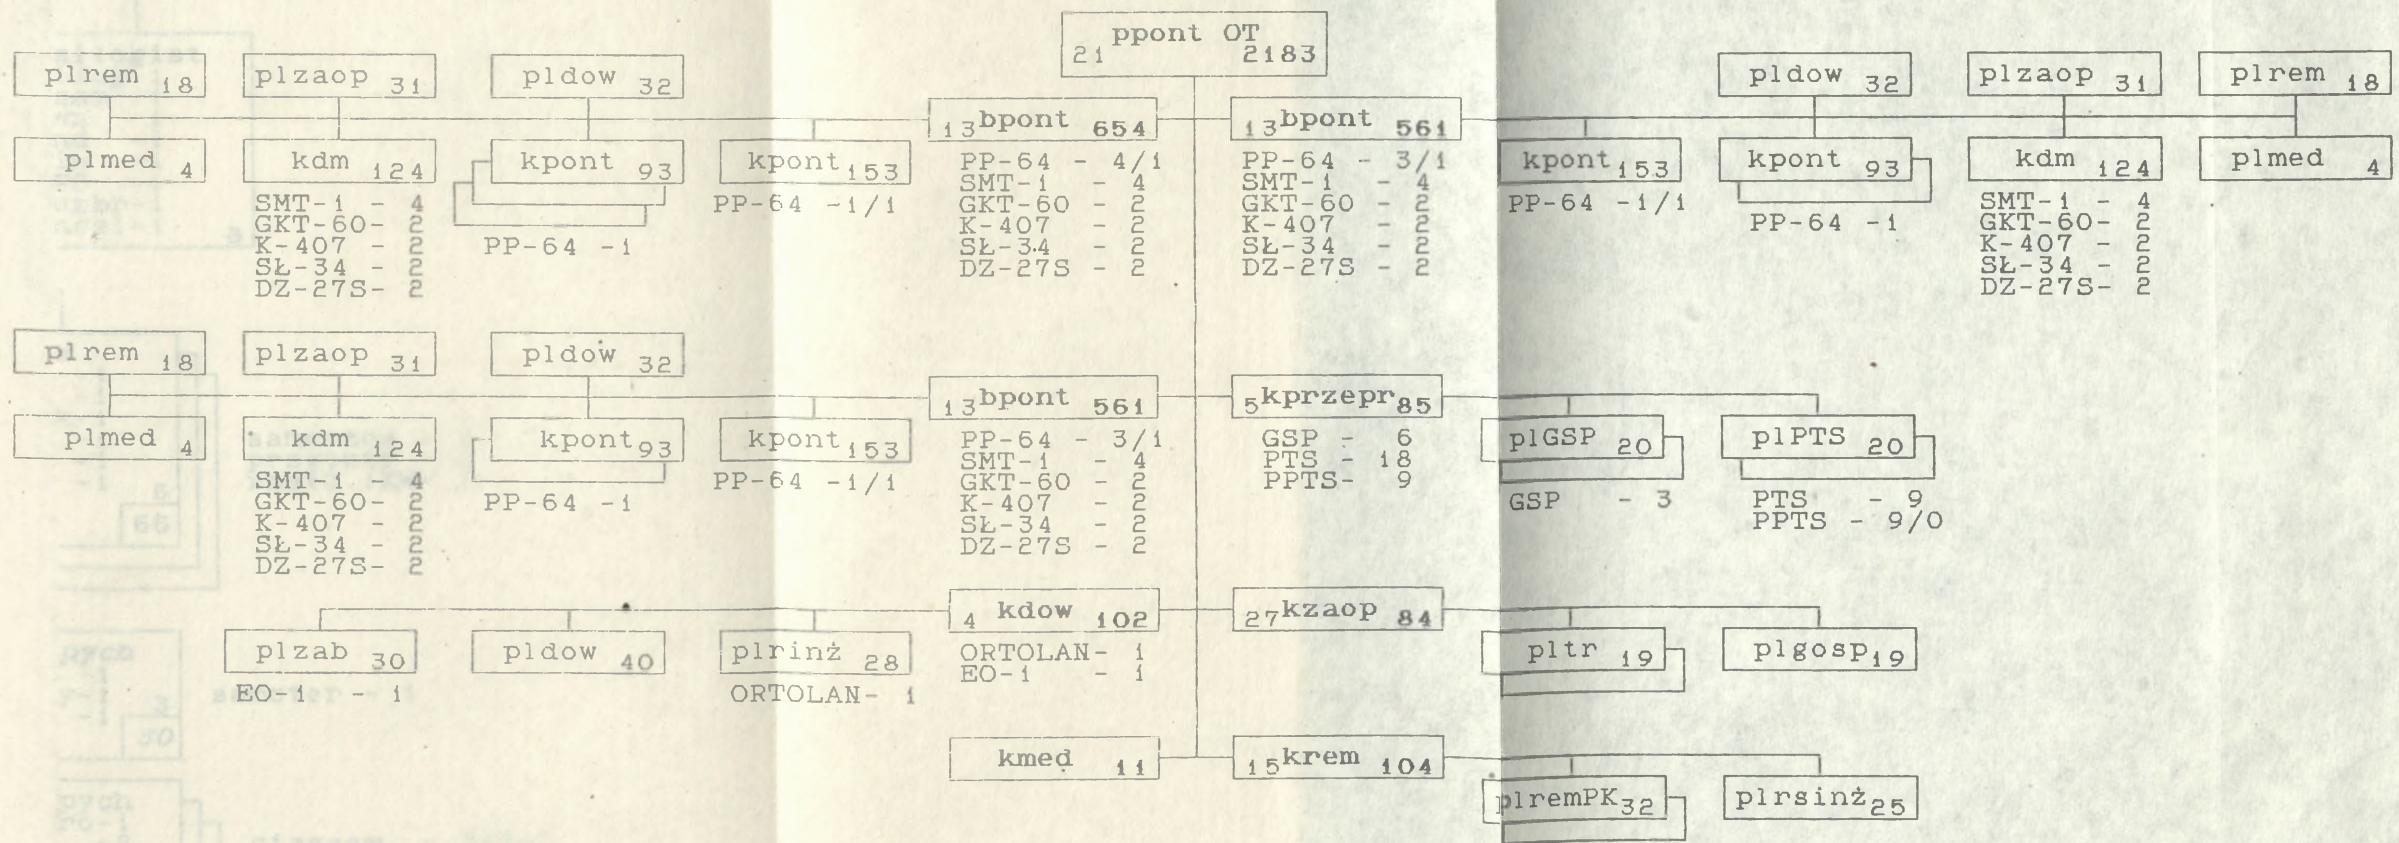 ppont OT
21 2183
plrem 18
plzaop 31
pldow 32
pldow 32
plzaop 31
plrem 18
plmed 4
kdm 124
kpont 93
kpont 153
13 bpont 654
13 bpont 561
kpont 153
kpont 93
kdm 124
plmed 4
SMT-1 - 4
GKT-60- 2
K-407 - 2
SŁ-34 - 2
DZ-27S- 2
PP-64 -1
PP-64 -1/1
PP-64 - 4/1
SMT-1 - 4
GKT-60 - 2
K-407 - 2
SŁ-34 - 2
DZ-27S - 2
PP-64 - 3/1
SMT-1 - 4
GKT-60 - 2
K-407 - 2
SŁ-34 - 2
DZ-27S - 2
PP-64 -1/1
PP-64 -1
SMT-1 - 4
GKT-60- 2
K-407 - 2
SŁ-34 - 2
DZ-27S- 2
plrem 18
plzaop 31
pldow 32
plmed 4
kdm 124
kpont 93
kpont 153
13 bpont 561
5 kprzepr 85
plGSP 20
plPTS 20
SMT-1 - 4
GKT-60- 2
K-407 - 2
SŁ-34 - 2
DZ-27S- 2
PP-64 -1
PP-64 -1/1
PP-64 - 3/1
SMT-1 - 4
GKT-60 - 2
K-407 - 2
SŁ-34 - 2
DZ-27S - 2
GSP - 6
PTS - 18
PPTS- 9
GSP - 3
PTS - 9
PPTS - 9/0
4 kdow 102
27 kzaop 84
plzab 30
pldow 40
plrinż 28
pltr 19
plgosp 19
EO-1 - 1
ORTOLAN- 1
ORTOLAN- 1
EO-1 - 1
kmed 11
15 krem 104
plremPK 32
plrsinż 25